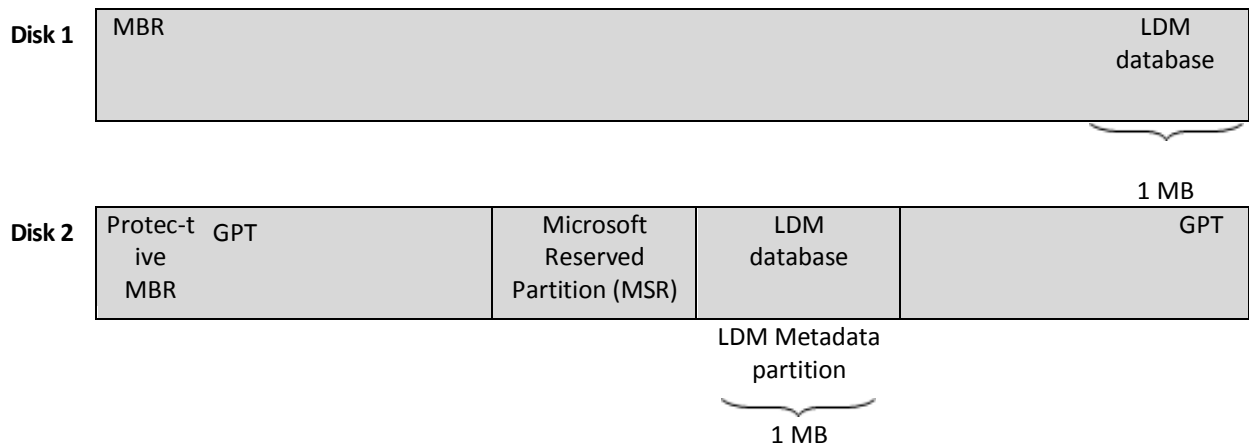 Disk 1
MBR
LDM
database
1 MB
Disk 2
Protec-t
ive
MBR
GPT
Microsoft
Reserved
Partition (MSR)
LDM
database
GPT
LDM Metadata
partition
1 MB